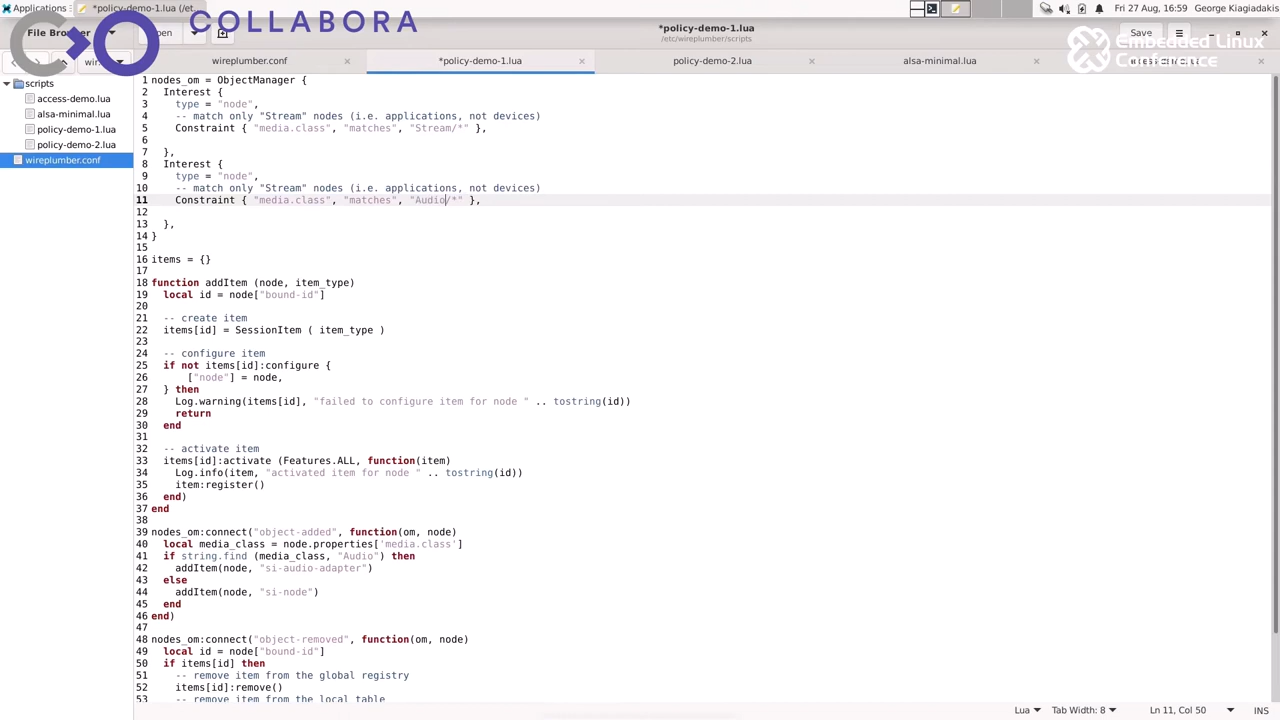 Applications
*policy-demo-1.lua (/et...
Fri 27 Aug, 16:59
George Kiagiadakis
COLLABORA
File Browser
pen
*policy-demo-1.lua
/etc/wireplumber/scripts
Save
Embedded Linux
Conference
wir
wireplumber.conf
*policy-demo-1.lua
policy-demo-2.lua
alsa-minimal.lua
scripts
access-demo.lua
alsa-minimal.lua
policy-demo-1.lua
policy-demo-2.lua
wireplumber.conf
1 nodes_om = ObjectManager {
2   Interest {
3     type = "node",
4     -- match only "Stream" nodes (i.e. applications, not devices)
5     Constraint { "media.class", "matches", "Stream/*" },
6
7   },
8   Interest {
9     type = "node",
10     -- match only "Stream" nodes (i.e. applications, not devices)
11     Constraint { "media.class", "matches", "Audio/*" },
12
13   },
14 }
15
16 items = {}
17
18 function addItem (node, item_type)
19   local id = node["bound-id"]
20
21   -- create item
22   items[id] = SessionItem ( item_type )
23
24   -- configure item
25   if not items[id]:configure {
26       ["node"] = node,
27   } then
28     Log.warning(items[id], "failed to configure item for node " .. tostring(id))
29     return
30   end
31
32   -- activate item
33   items[id]:activate (Features.ALL, function(item)
34     Log.info(item, "activated item for node " .. tostring(id))
35     item:register()
36   end)
37 end
38
39 nodes_om:connect("object-added", function(om, node)
40   local media_class = node.properties['media.class']
41   if string.find (media_class, "Audio") then
42     addItem(node, "si-audio-adapter")
43   else
44     addItem(node, "si-node")
45   end
46 end)
47
48 nodes_om:connect("object-removed", function(om, node)
49   local id = node["bound-id"]
50   if items[id] then
51     -- remove item from the global registry
52     items[id]:remove()
53     -- remove item from the local table
Lua
Tab Width: 8
Ln 11, Col 50
INS